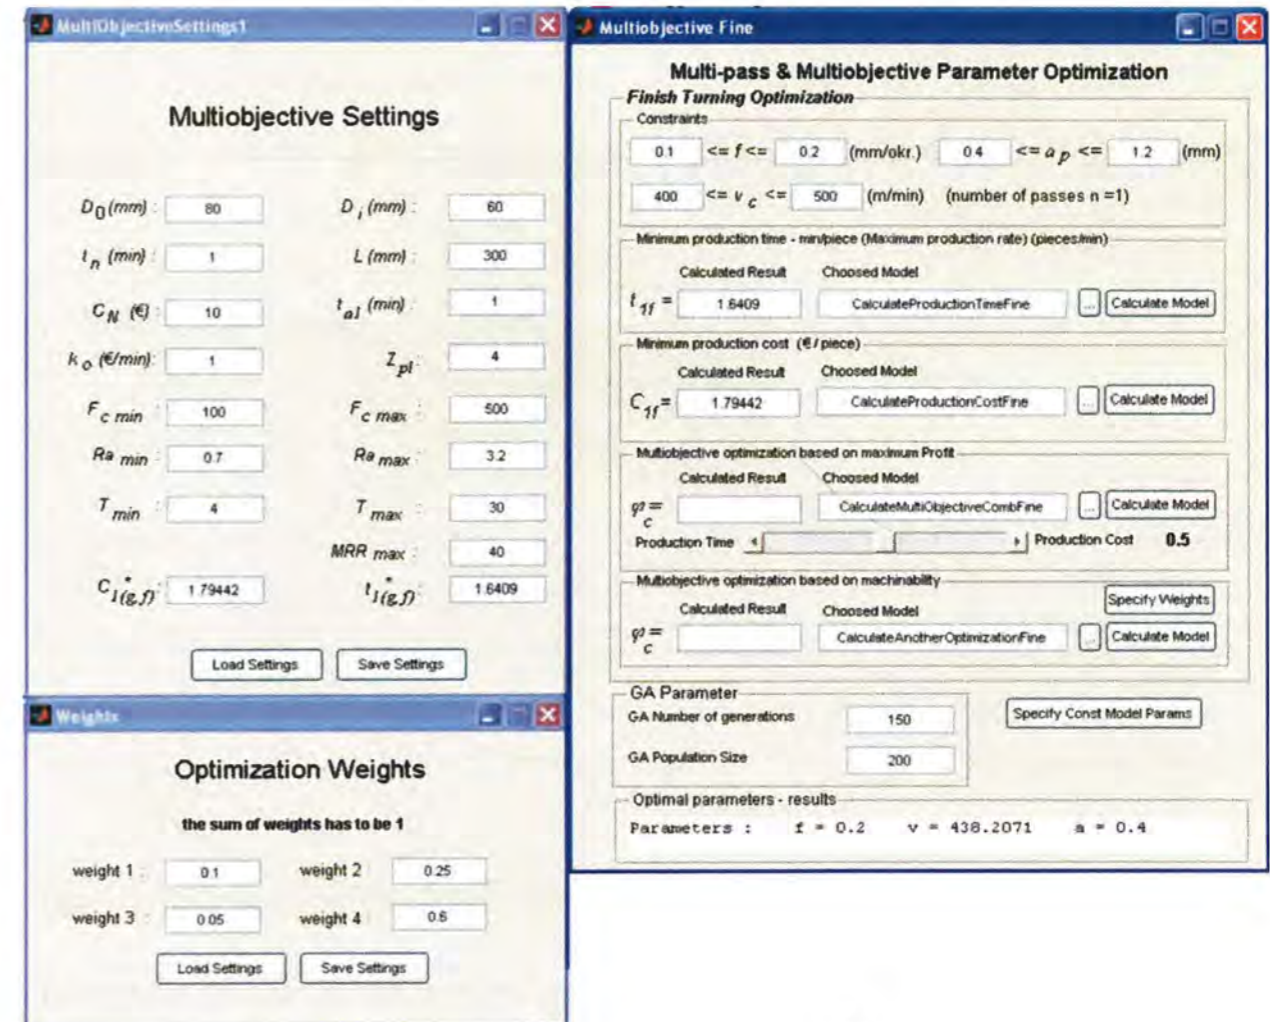 MultiObjectiveSettings1
Multiobjective Settings
D0(mm) : 80 Di(mm) : 60
tn (min) : 1 L (mm) : 300
CN (€) : 10 tal (min) : 1
ko (€/min) : 1 Zpl : 4
Fc min : 100 Fc max : 500
Ra min : 0.7 Ra max : 3.2
Tmin : 4 Tmax : 30
MRR max : 40
C*1(g,f) : 1.79442 t*1(g,f) : 1.6409
Load Settings Save Settings
Weights
Optimization Weights
the sum of weights has to be 1
weight 1 : 0.1 weight 2 : 0.25
weight 3 : 0.05 weight 4 : 0.6
Load Settings Save Settings
Multiobjective Fine
Multi-pass & Multiobjective Parameter Optimization
Finish Turning Optimization
Constraints
0.1 <= f <= 0.2 (mm/okr.) 0.4 <= ap <= 1.2 (mm)
400 <= vc <= 500 (m/min) (number of passes n =1)
Minimum production time - min/piece (Maximum production rate) (pieces/min)
Calculated Result Choosed Model
t1f = 1.6409 CalculateProductionTimeFine ... Calculate Model
Minimum production cost (€ / piece)
Calculated Result Choosed Model
C1f = 1.79442 CalculateProductionCostFine ... Calculate Model
Multiobjective optimization based on maximum Profit
Calculated Result Choosed Model
φc = CalculateMultiObjectiveCombFine ... Calculate Model
Production Time Production Cost 0.5
Multiobjective optimization based on machinability
Specify Weights
Calculated Result Choosed Model
φc = CalculateAnotherOptimizationFine ... Calculate Model
GA Parameter
GA Number of generations 150 Specify Const Model Params
GA Population Size 200
Optimal parameters - results
Parameters : f = 0.2 v = 438.2071 a = 0.4